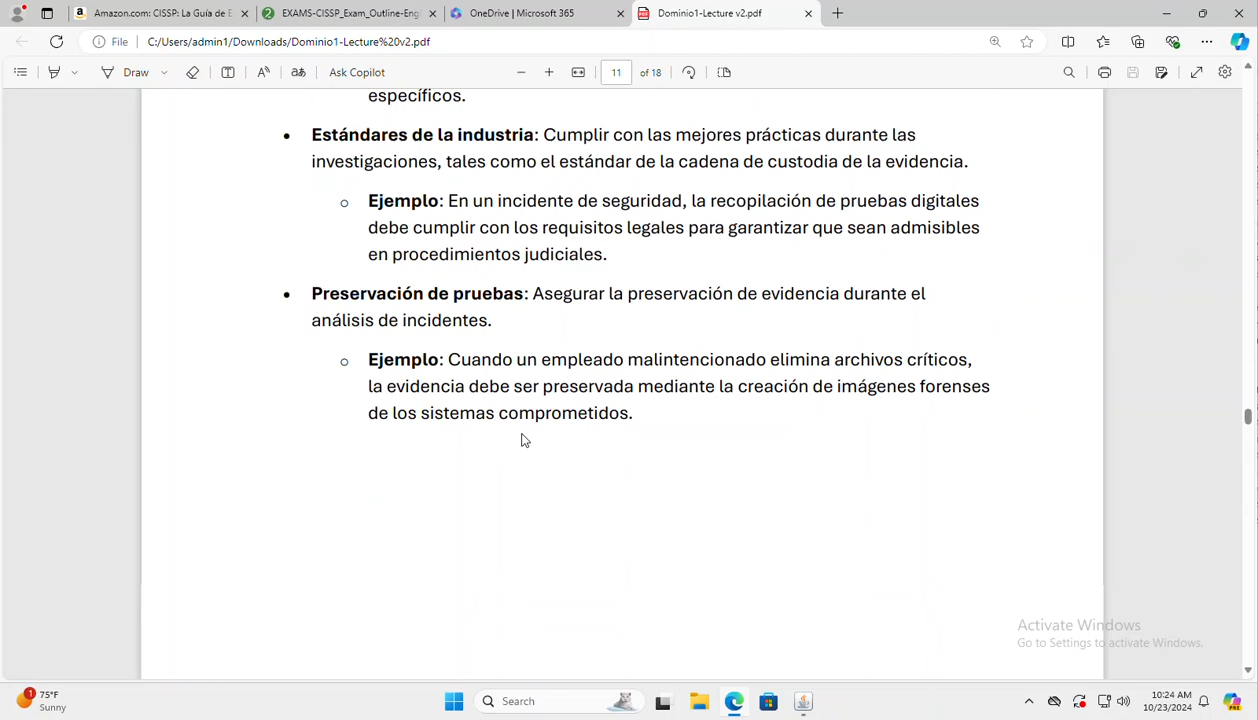 Amazon.com: CISSP: La Guía de E
EXAMS-CISSP_Exam_Outline-Engl
OneDrive | Microsoft 365
Dominio1-Lecture v2.pdf
File
C:/Users/admin1/Downloads/Dominio1-Lecture%20v2.pdf
Draw
Ask Copilot
11 of 18
específicos.
• Estándares de la industria: Cumplir con las mejores prácticas durante las
investigaciones, tales como el estándar de la cadena de custodia de la evidencia.
o Ejemplo: En un incidente de seguridad, la recopilación de pruebas digitales
debe cumplir con los requisitos legales para garantizar que sean admisibles
en procedimientos judiciales.
• Preservación de pruebas: Asegurar la preservación de evidencia durante el
análisis de incidentes.
o Ejemplo: Cuando un empleado malintencionado elimina archivos críticos,
la evidencia debe ser preservada mediante la creación de imágenes forenses
de los sistemas comprometidos.
Activate Windows
Go to Settings to activate Windows.
1
75°F
Sunny
Search
10:24 AM
10/23/2024